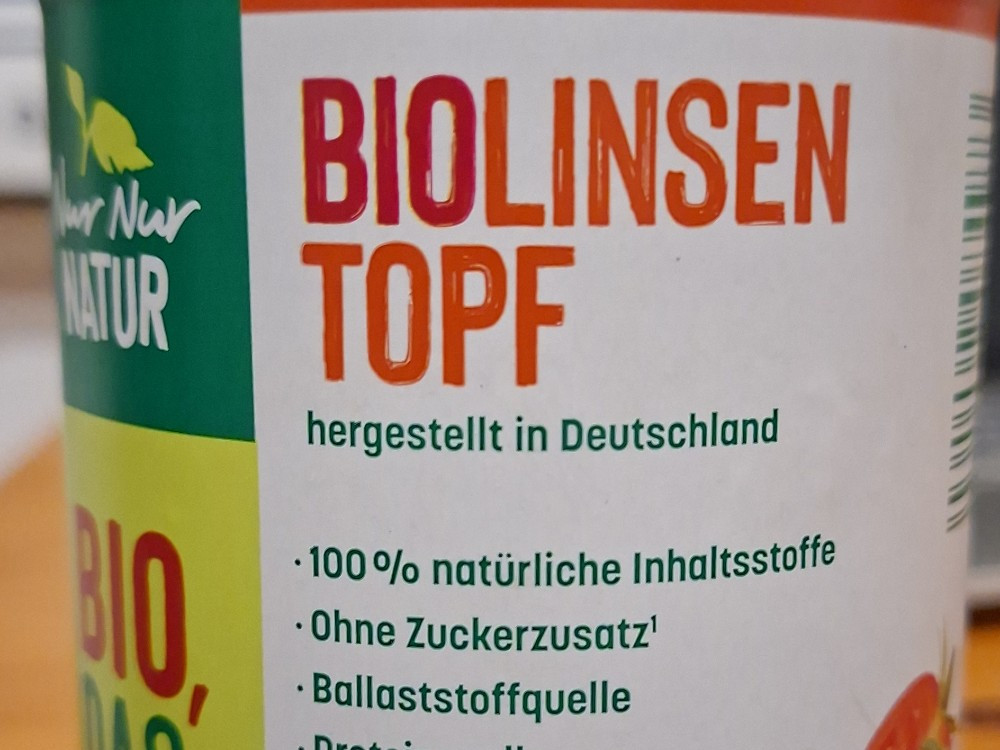 Nur Nur
NATUR
BIO,
BIOLINSEN
TOPF
hergestellt in Deutschland
· 100 % natürliche Inhaltsstoffe
· Ohne Zuckerzusatz¹
· Ballaststoffquelle